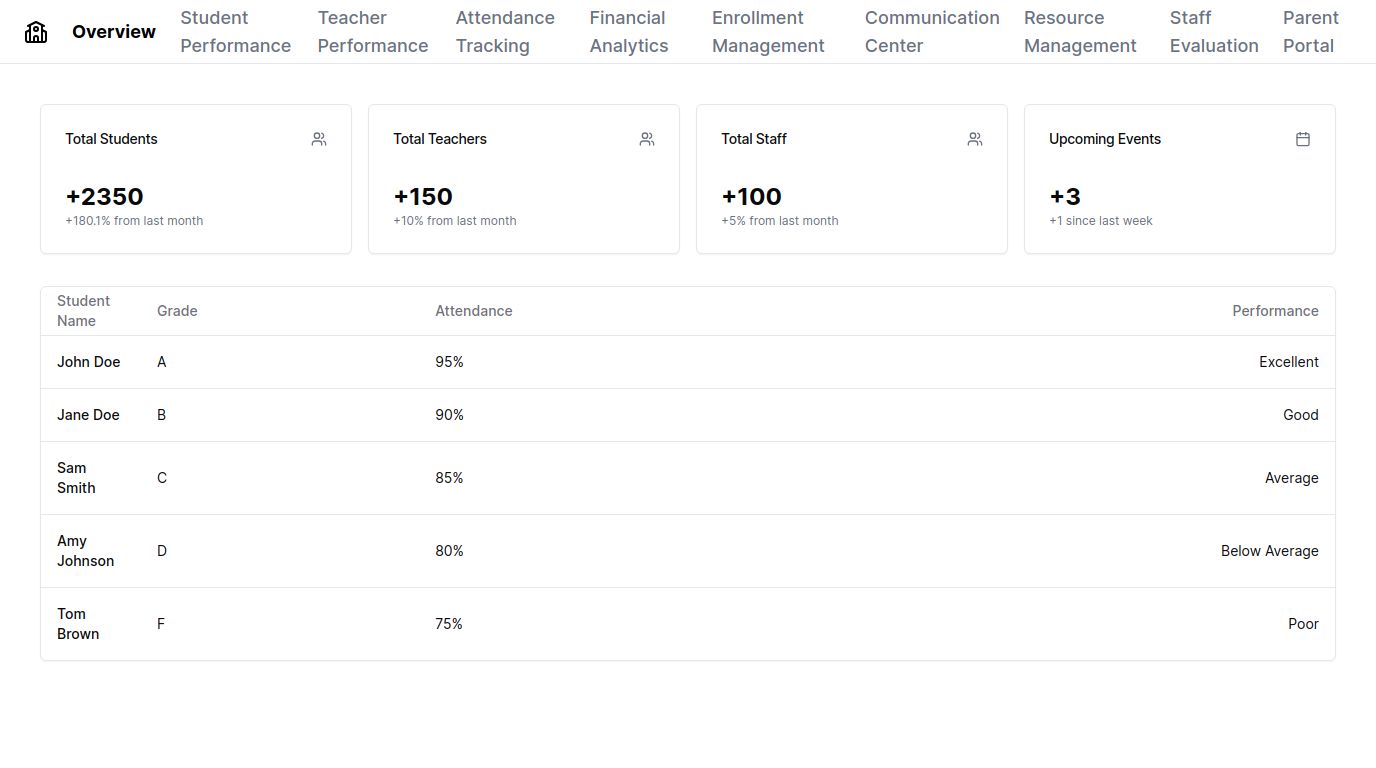 Overview
Student
Performance
Teacher
Performance
Attendance
Tracking
Financial
Analytics
Enrollment
Management
Communication
Center
Resource
Management
Staff
Evaluation
Parent
Portal
Total Students
+2350
+180.1% from last month
Total Teachers
+150
+10% from last month
Total Staff
+100
+5% from last month
Upcoming Events
+3
+1 since last week
Student
Name
Grade
Attendance
Performance
John Doe
A
95%
Excellent
Jane Doe
B
90%
Good
Sam
Smith
C
85%
Average
Amy
Johnson
D
80%
Below Average
Tom
Brown
F
75%
Poor